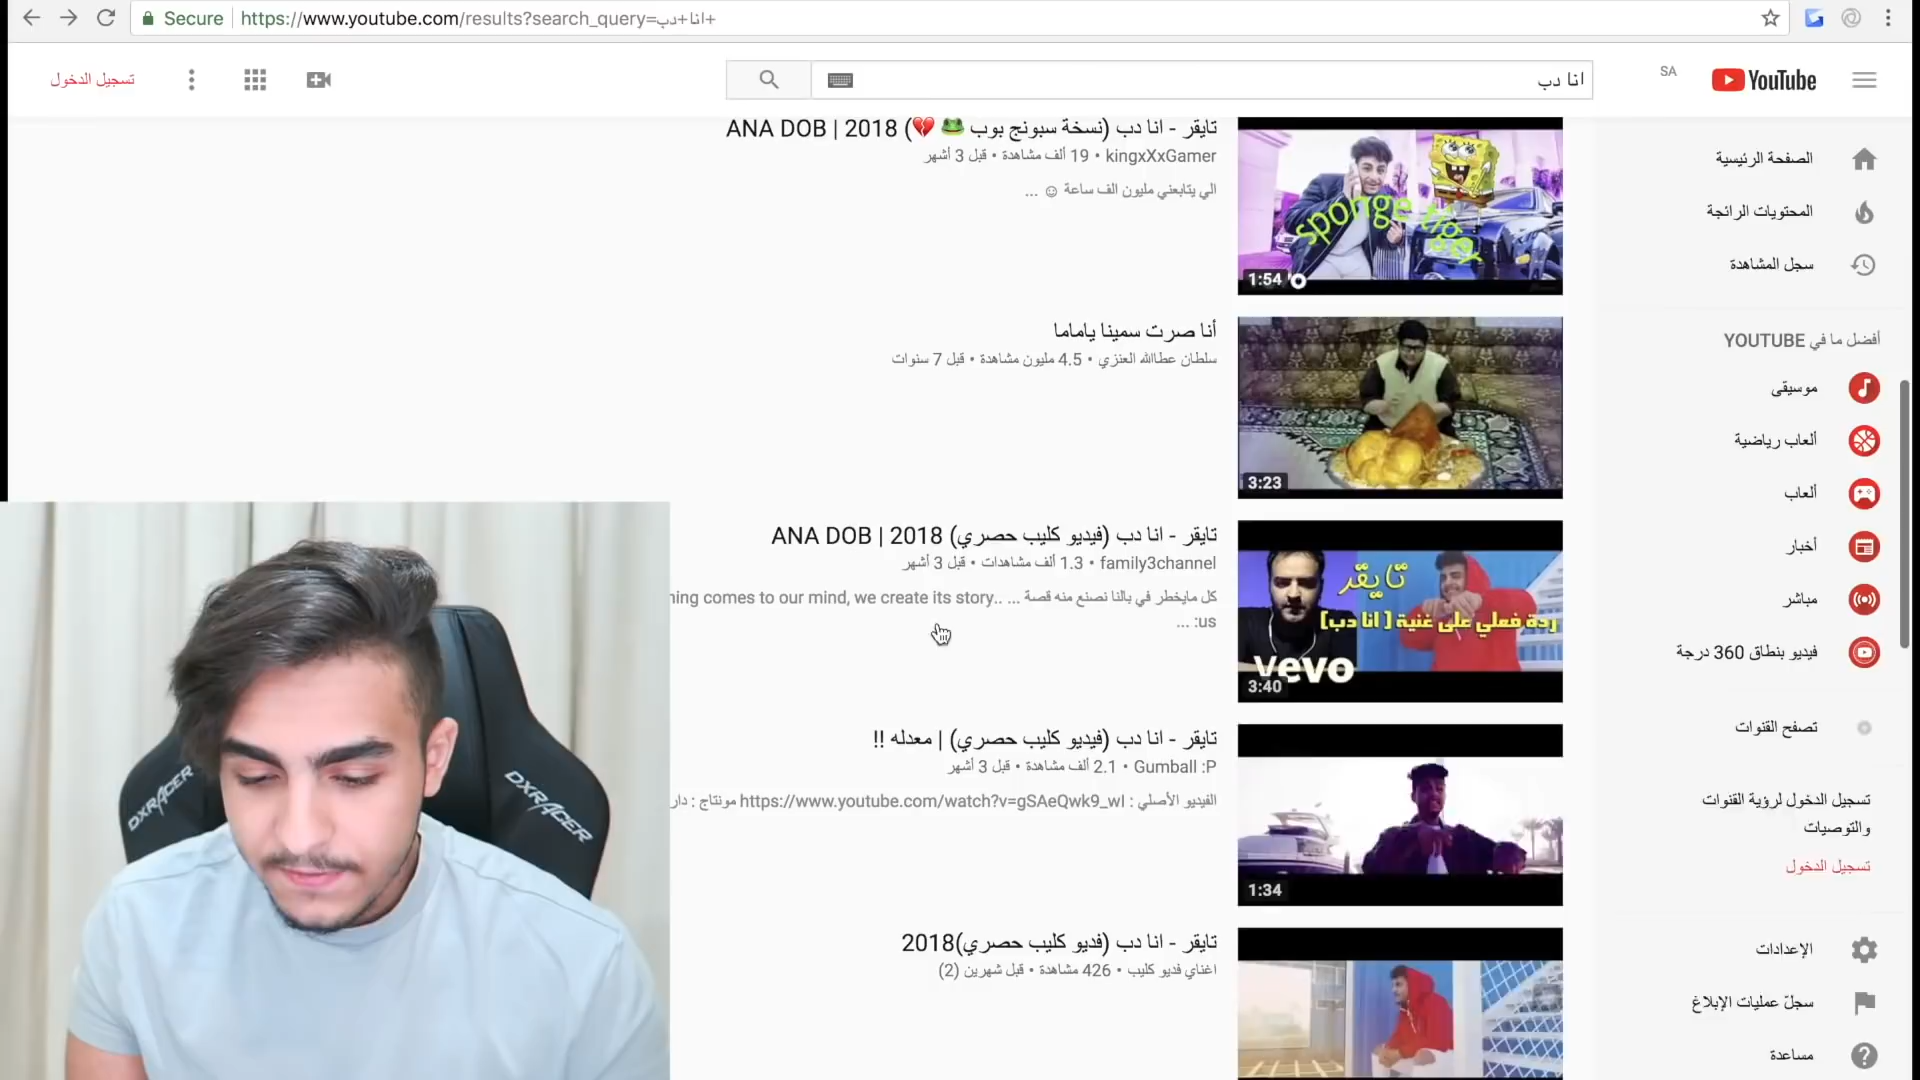 Secure
https://www.youtube.com/results?search_query=انا+دب+
تسجيل الدخول
انا دب
SA
YouTube
تايقر - انا دب (نسخة سبونج بوب 🐸 💔) ANA DOB | 2018
kingxXxGamer • 19 ألف مشاهدة • قبل 3 أشهر
الي يتابعني مليون الف ساعة ☺ ...
sponge tiger
1:54
أنا صرت سمينا ياماما
سلطان عطاالله العنزي • 4.5 مليون مشاهدة • قبل 7 سنوات
3:23
تايقر - انا دب (فيديو كليب حصري) ANA DOB | 2018
family3channel • 1.3 ألف مشاهدات • قبل 3 أشهر
كل مايخطر في بالنا نصنع منه قصة ... ..hing comes to our mind, we create its story
us: ...
تايقر
ردة فعلي على غنية [ انا دب]
vevo
3:40
تايقر - انا دب (فيديو كليب حصري) | معدله !!
Gumball :P • 2.1 ألف مشاهدة • قبل 3 أشهر
الفيديو الأصلي : https://www.youtube.com/watch?v=gSAeQwk9_wI مونتاج : دار
1:34
تايقر - انا دب (فديو كليب حصري)2018
اغناي فديو كليب • 426 مشاهدة • قبل شهرين (2)
الصفحة الرئيسية
المحتويات الرائجة
سجل المشاهدة
أفضل ما في YOUTUBE
موسيقى
ألعاب رياضية
ألعاب
أخبار
مباشر
فيديو بنطاق 360 درجة
تصفح القنوات
تسجيل الدخول لرؤية القنوات
والتوصيات
تسجيل الدخول
الإعدادات
سجلّ عمليات الإبلاغ
مساعدة
DXRACER
DXRACER